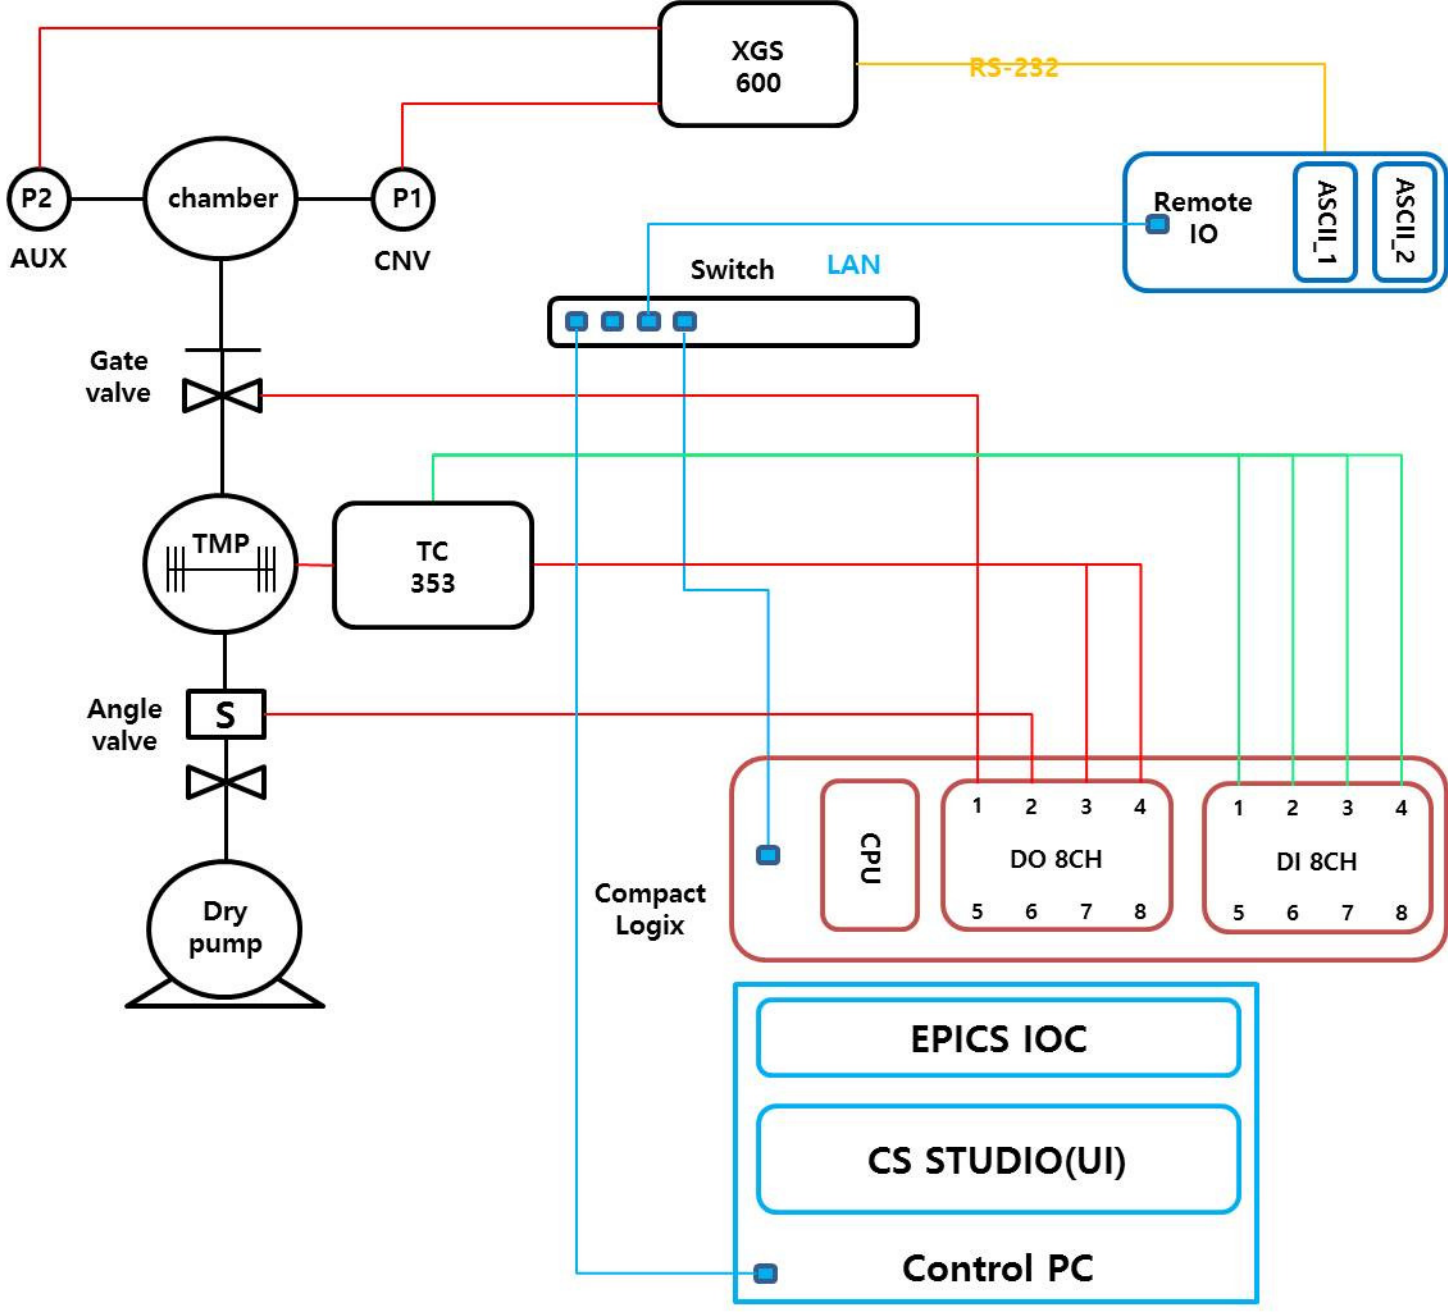 XGS
600
RS-232
P2
chamber
P1
AUX
CNV
Remote
IO
ASCII_1
ASCII_2
Switch
LAN
Gate
valve
TMP
TC
353
Angle
valve
S
Dry
pump
Compact
Logix
CPU
1 2 3 4
DO 8CH
5 6 7 8
1 2 3 4
DI 8CH
5 6 7 8
EPICS IOC
CS STUDIO(UI)
Control PC